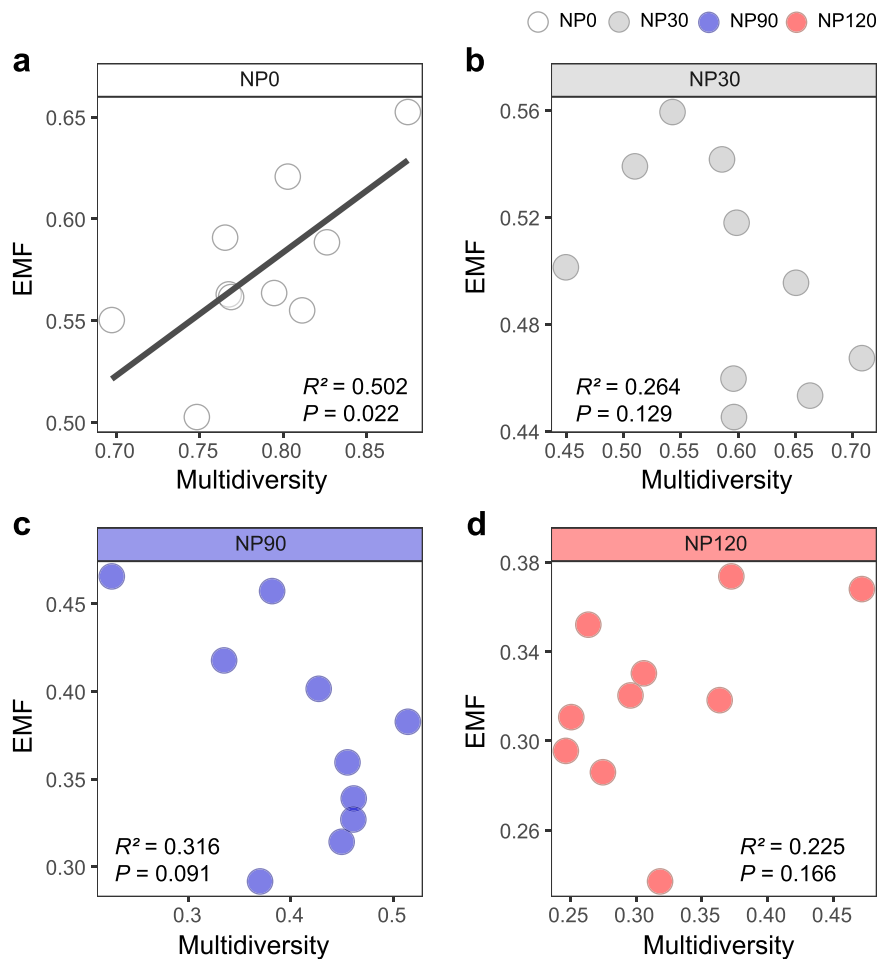 NP0 NP30 NP90 NP120
a
NP0
EMF
0.65
0.60
0.55
0.50
R² = 0.502
P = 0.022
0.70 0.75 0.80 0.85
Multidiversity
b
NP30
EMF
0.56
0.52
0.48
0.44
R² = 0.264
P = 0.129
0.45 0.50 0.55 0.60 0.65 0.70
Multidiversity
c
NP90
EMF
0.45
0.40
0.35
0.30
R² = 0.316
P = 0.091
0.3 0.4 0.5
Multidiversity
d
NP120
EMF
0.38
0.34
0.30
0.26
R² = 0.225
P = 0.166
0.25 0.30 0.35 0.40 0.45
Multidiversity